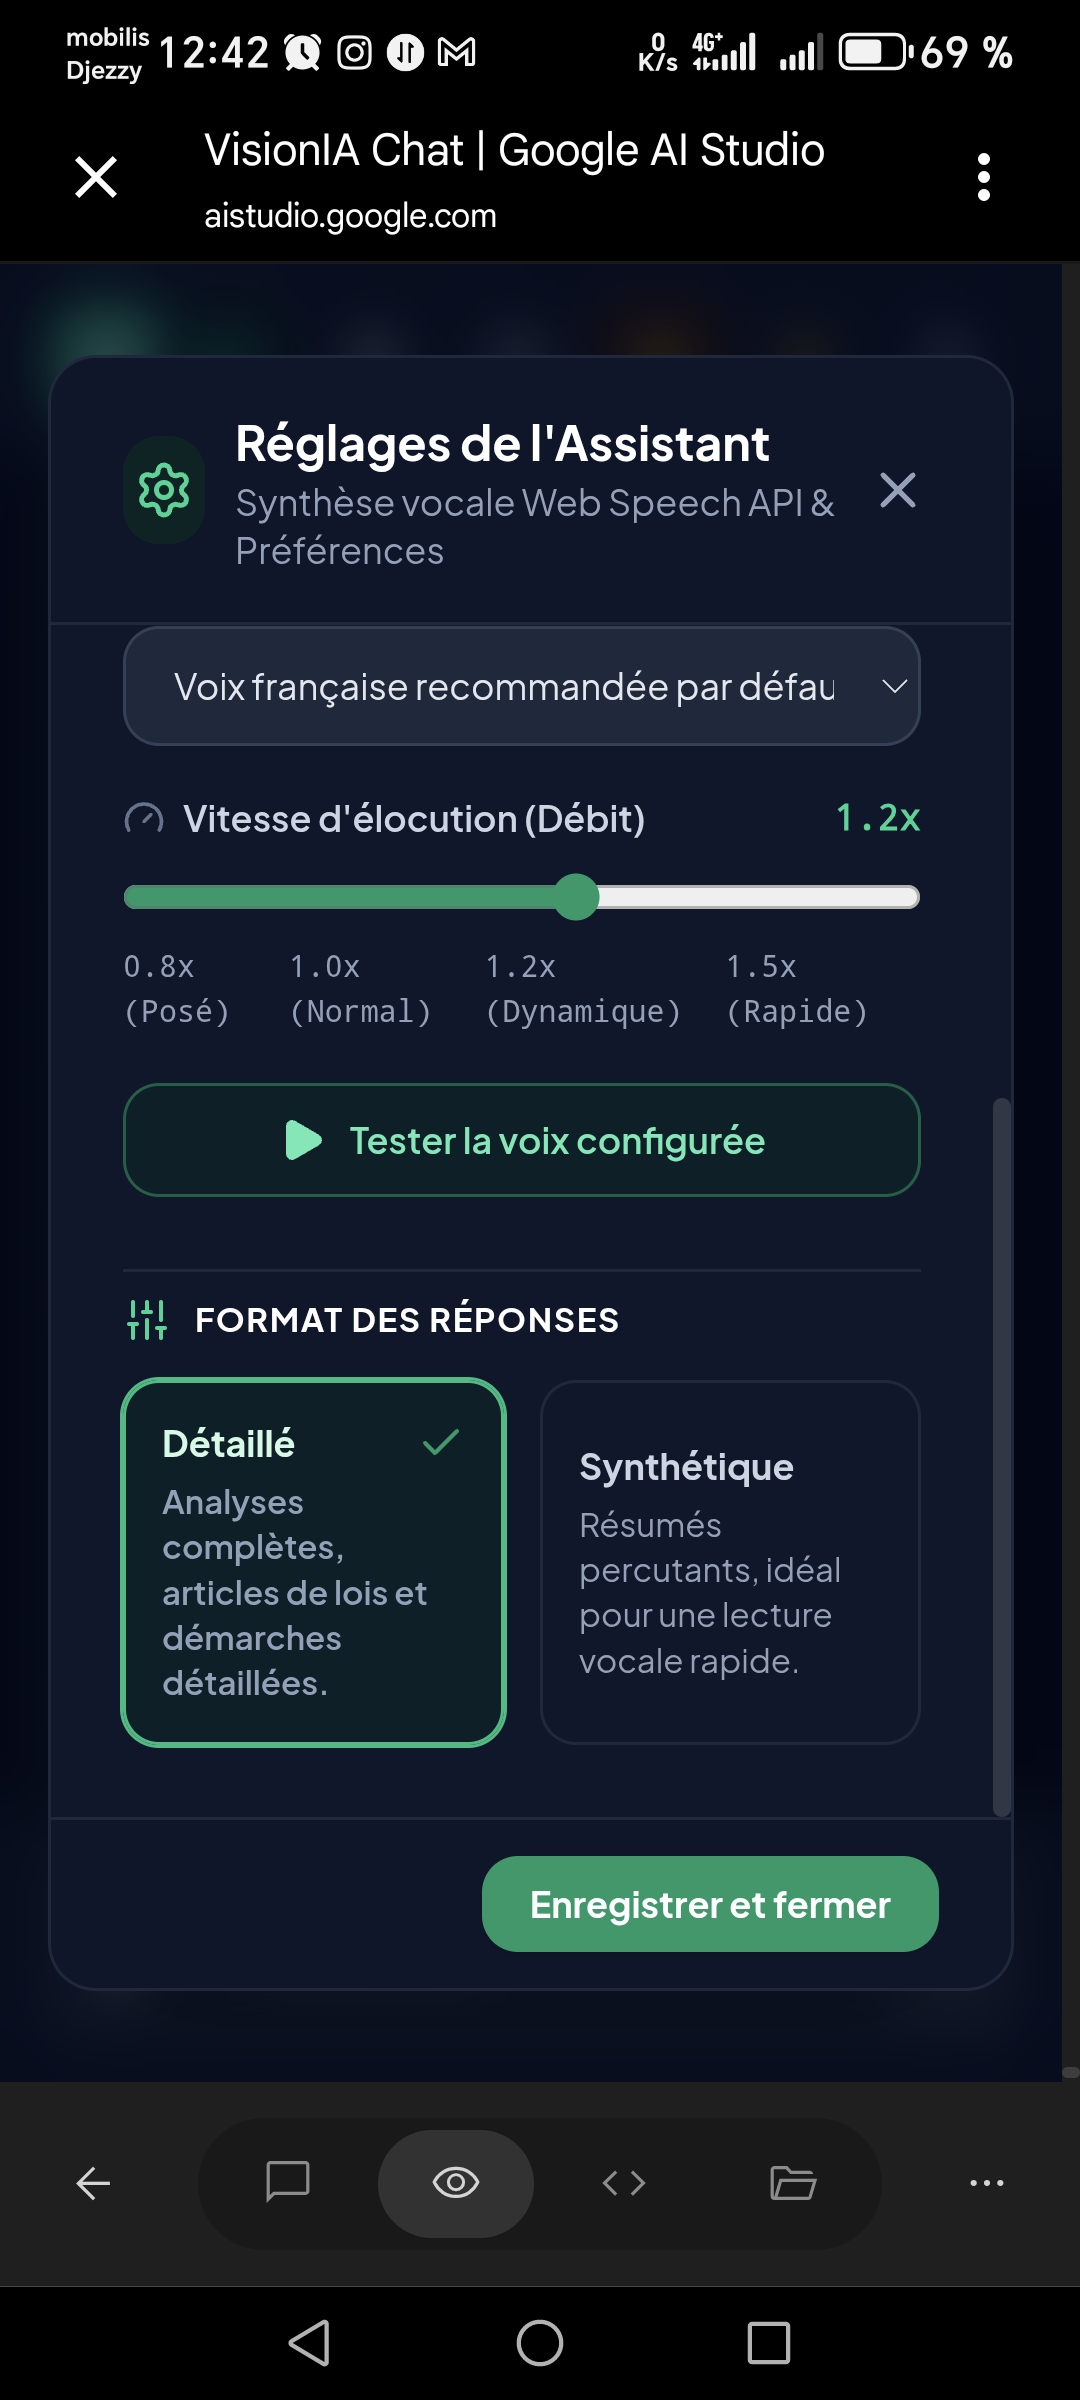 mobilis
Djezzy
12:42
0
K/s
4G+
69 %
VisionIA Chat | Google AI Studio
aistudio.google.com
Réglages de l'Assistant
Synthèse vocale Web Speech API &
Préférences
Voix française recommandée par défau
Vitesse d'élocution (Débit)
1.2x
0.8x 1.0x 1.2x 1.5x
(Posé) (Normal) (Dynamique) (Rapide)
Tester la voix configurée
FORMAT DES RÉPONSES
Détaillé
Analyses
complètes,
articles de lois et
démarches
détaillées.
Synthétique
Résumés
percutants, idéal
pour une lecture
vocale rapide.
Enregistrer et fermer